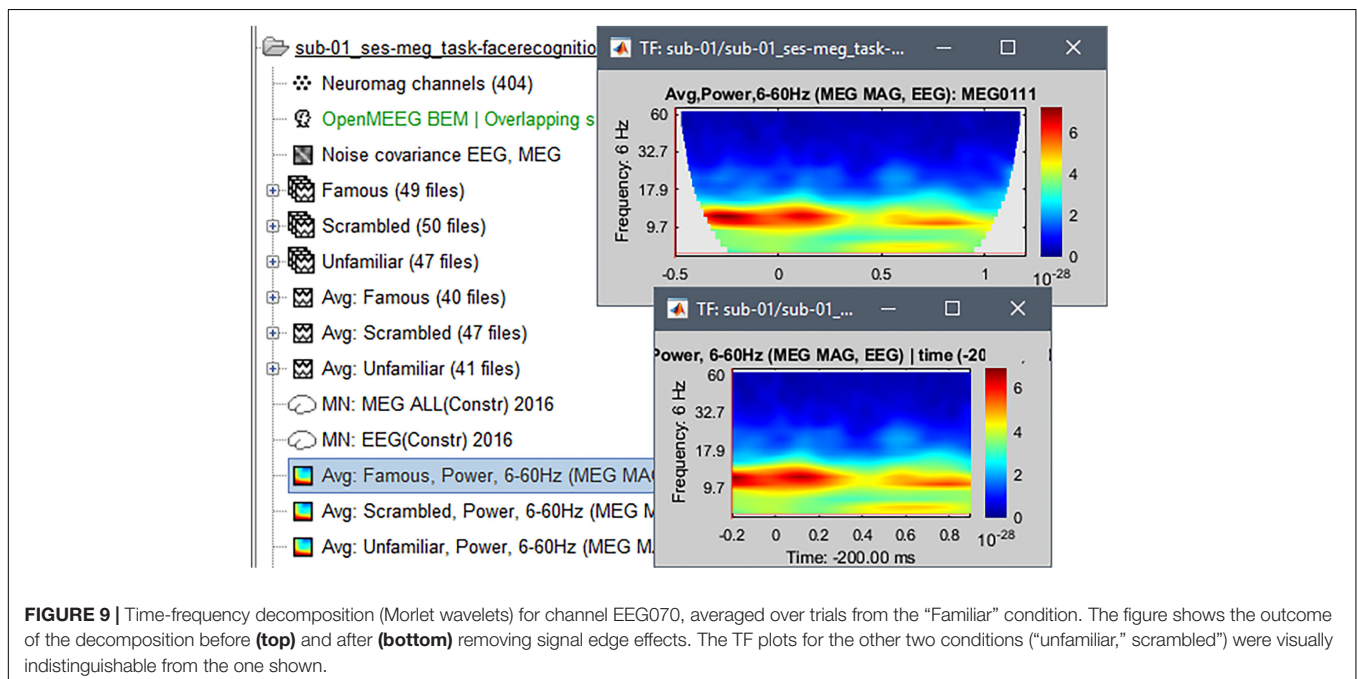 sub-01_ses-meg_task-facerecognitio
Neuromag channels (404)
OpenMEEG BEM | Overlapping s
Noise covariance EEG, MEG
Famous (49 files)
Scrambled (50 files)
Unfamiliar (47 files)
Avg: Famous (40 files)
Avg: Scrambled (47 files)
Avg: Unfamiliar (41 files)
MN: MEG ALL(Constr) 2016
MN: EEG(Constr) 2016
Avg: Famous, Power, 6-60Hz (MEG MA
Avg: Scrambled, Power, 6-60Hz (MEG M
Avg: Unfamiliar, Power, 6-60Hz (MEG M
TF: sub-01/sub-01_ses-meg_task-...
Avg,Power,6-60Hz (MEG MAG, EEG): MEG0111
Frequency: 6 Hz
60
32.7
17.9
9.7
-0.5 0 0.5 1
6
4
2
0
10-28
TF: sub-01/sub-01_...
Power, 6-60Hz (MEG MAG, EEG) | time (-20
Frequency: 6 Hz
60
32.7
17.9
9.7
-0.2 0 0.2 0.4 0.6 0.8
Time: -200.00 ms
6
4
2
0
10-28
FIGURE 9 | Time-frequency decomposition (Morlet wavelets) for channel EEG070, averaged over trials from the “Familiar” condition. The figure shows the outcome
of the decomposition before (top) and after (bottom) removing signal edge effects. The TF plots for the other two conditions (“unfamiliar,” scrambled”) were visually
indistinguishable from the one shown.